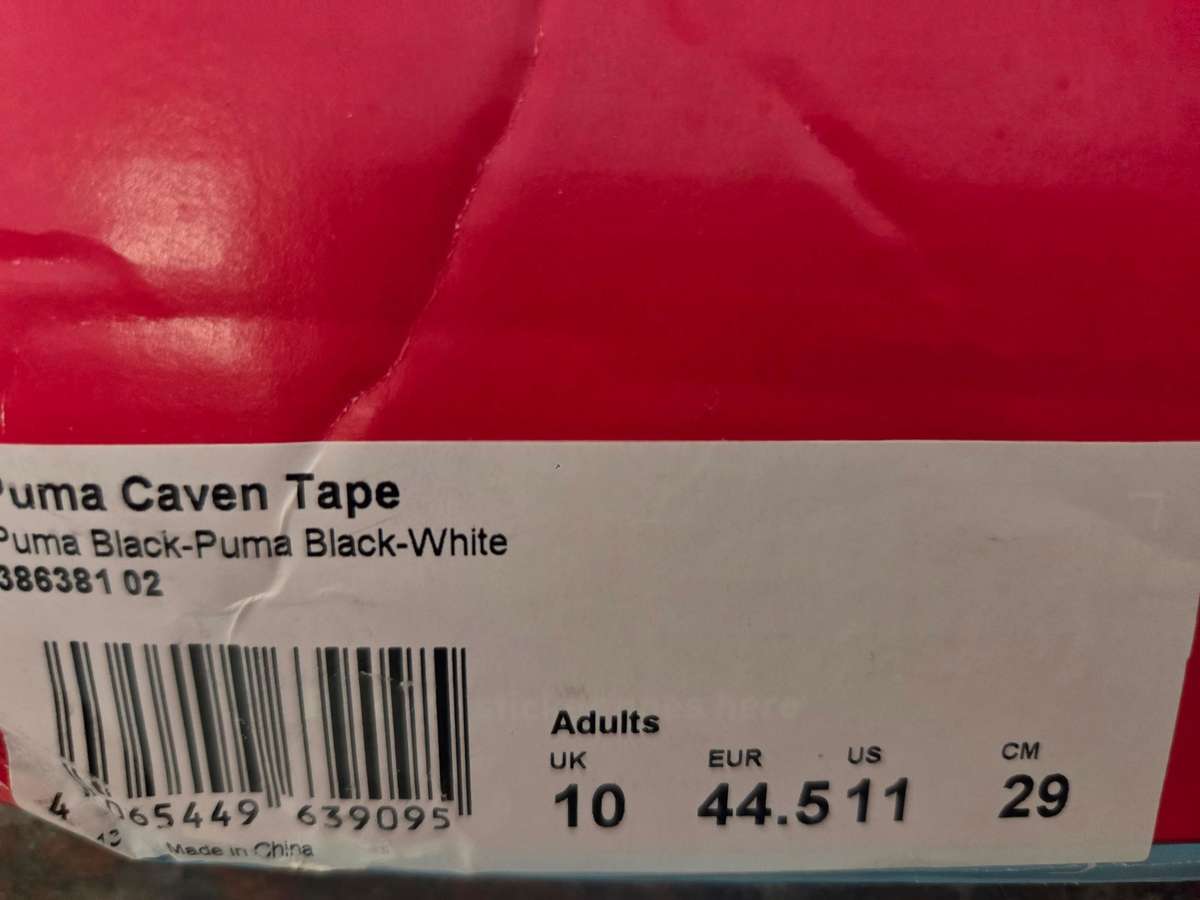 Puma Caven Tape
Puma Black-Puma Black-White
386381 02
Adults
UK EUR US CM
10 44.5 11 29
4 065449 639095
Made in China